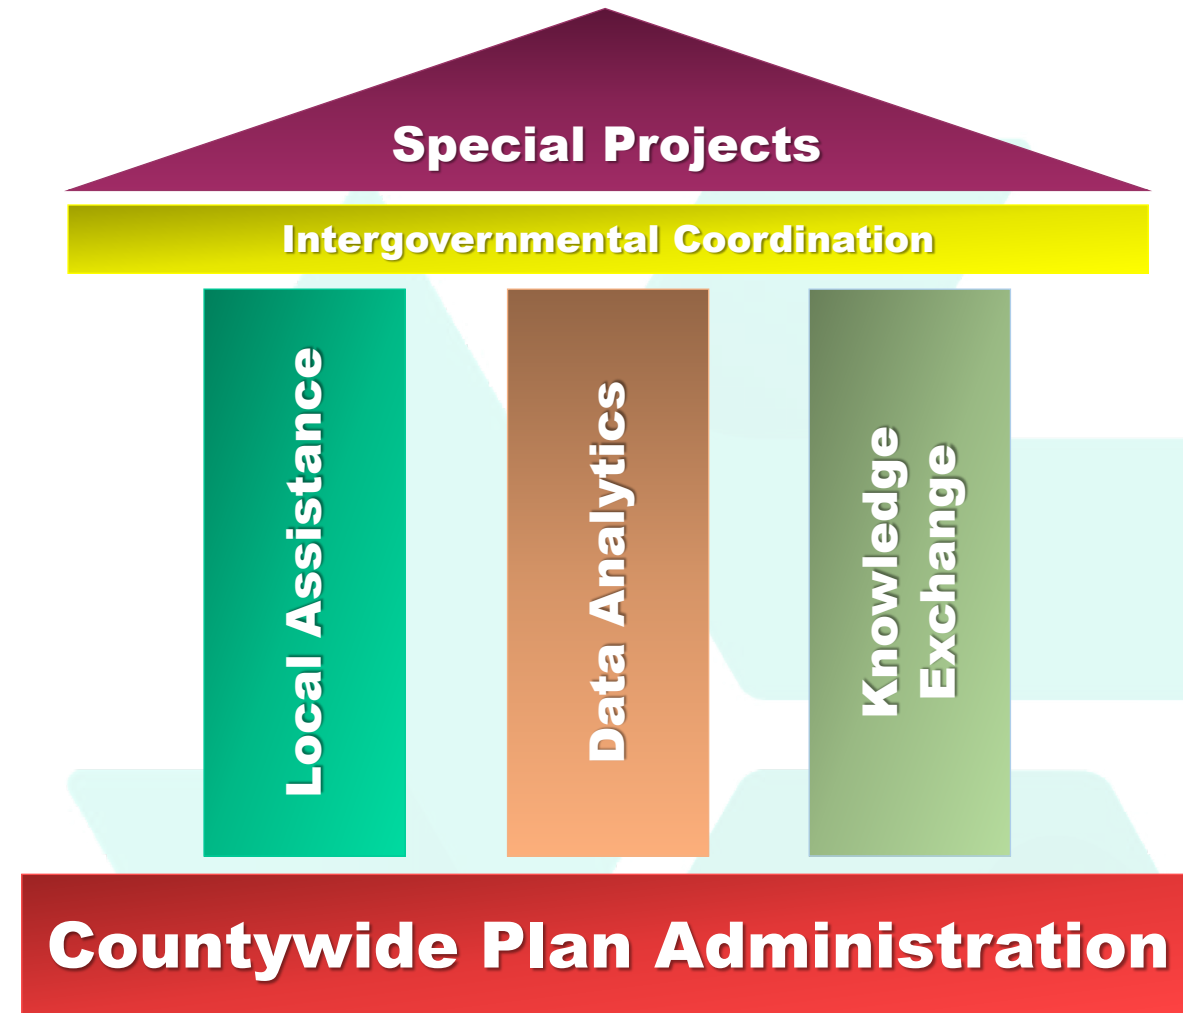 Special Projects
Intergovernmental Coordination
Local Assistance
Data Analytics
Knowledge
Exchange
Countywide Plan Administration